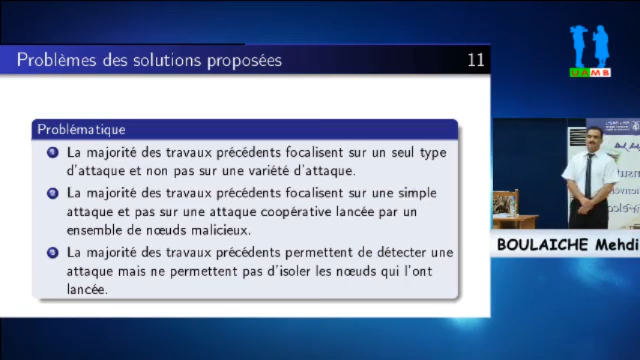 Problèmes des solutions proposées
11
UAMB
Problématique
1 La majorité des travaux précédents focalisent sur un seul type
d'attaque et non pas sur une variété d'attaque.
2 La majorité des travaux précédents focalisent sur une simple
attaque et pas sur une attaque coopérative lancée par un
ensemble de nœuds malicieux.
3 La majorité des travaux précédents permettent de détecter une
attaque mais ne permettent pas d'isoler les nœuds qui l'ont
lancée.
BOULAICHE Mehdi